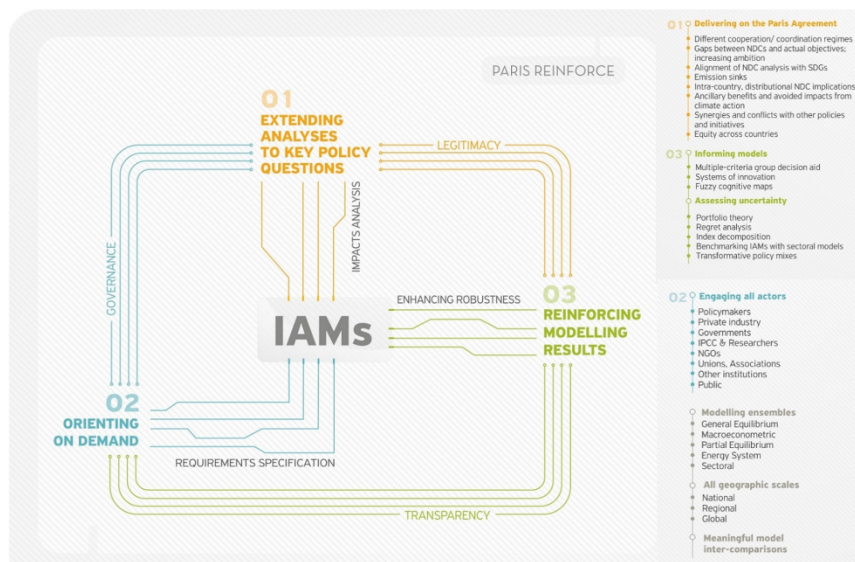 PARIS REINFORCE
01
EXTENDING
ANALYSES
TO KEY POLICY
QUESTIONS
LEGITIMACY
IMPACTS ANALYSIS
GOVERNANCE
ENHANCING ROBUSTNESS
IAMs
03
REINFORCING
MODELLING
RESULTS
02
ORIENTING
ON DEMAND
REQUIREMENTS SPECIFICATION
TRANSPARENCY
01 Delivering on the Paris Agreement
Different cooperation/ coordination regimes
Gaps between NDCs and actual objectives;
increasing ambition
Alignment of NDC analysis with SDGs
Emission sinks
Intra-country, distributional NDC implications
Ancillary benefits and avoided impacts from
climate action
Synergies and conflicts with other policies
and initiatives
Equity across countries
03 Informing models
Multiple-criteria group decision aid
Systems of innovation
Fuzzy cognitive maps
Assessing uncertainty
Portfolio theory
Regret analysis
Index decomposition
Benchmarking IAMs with sectoral models
Transformative policy mixes
02 Engaging all actors
Policymakers
Private industry
Governments
IPCC & Researchers
NGOs
Unions, Associations
Other institutions
Public
Modelling ensembles
General Equilibrium
Macroeconometric
Partial Equilibrium
Energy System
Sectoral
All geographic scales
National
Regional
Global
Meaningful model
inter-comparisons